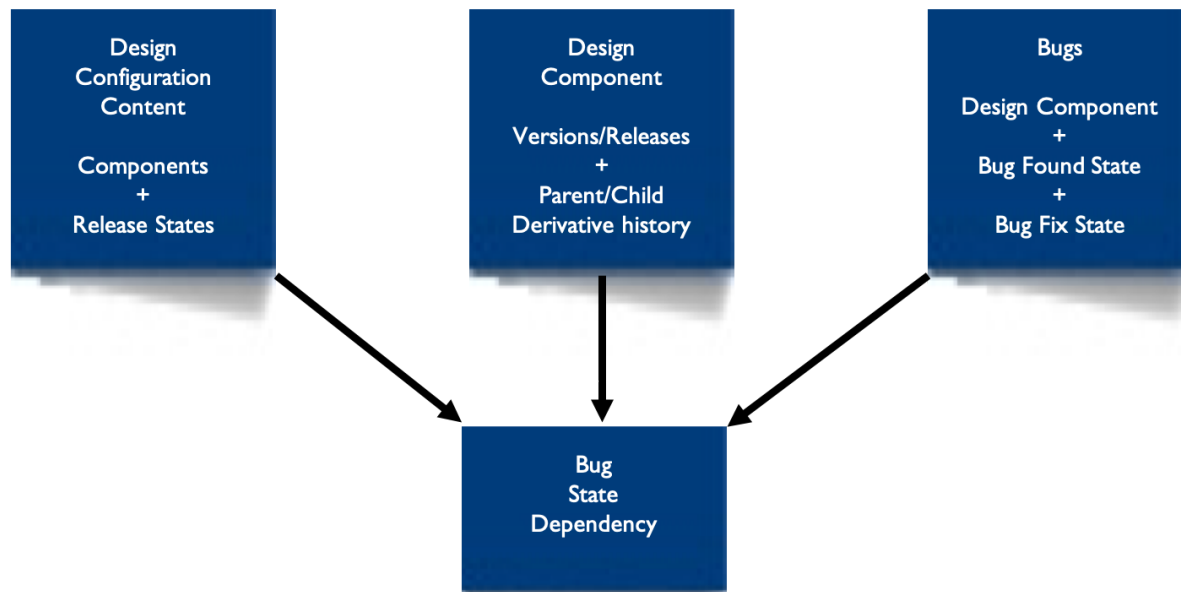 Design
Configuration
Content
Components
+
Release States
Design
Component
Versions/Releases
+
Parent/Child
Derivative history
Bugs
Design Component
+
Bug Found State
+
Bug Fix State
Bug
State
Dependency